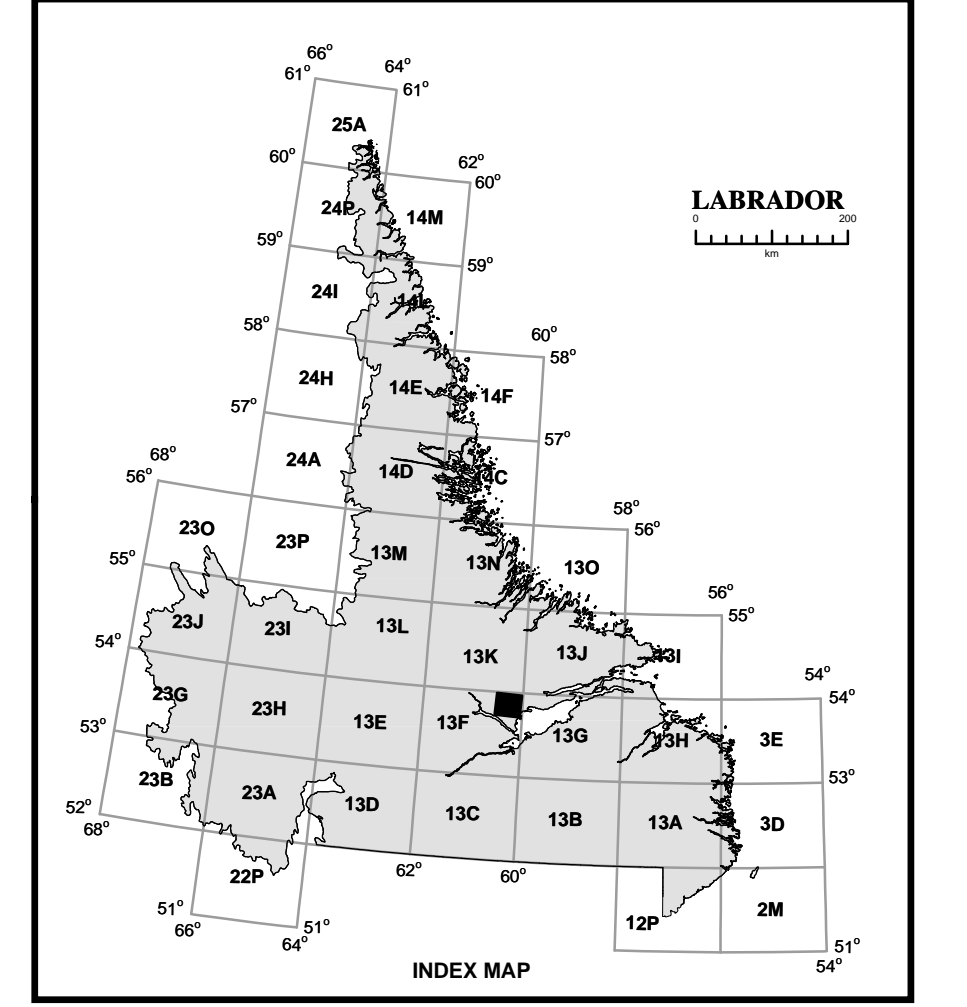 66°
61°
64°
61°
25A
60°
62°
60°
24P
14M
LABRADOR
0
200
km
59°
59°
24I
14L
58°
60°
58°
24H
14E
14F
57°
57°
24A
14D
14C
68°
56°
58°
56°
23O
23P
13M
13N
13O
55°
56°
55°
23J
23I
13L
13K
13J
13I
54°
54°
54°
23G
23H
13E
13F
13G
13H
3E
53°
53°
23B
23A
13D
13C
13B
13A
3D
52°
68°
62°
60°
22P
12P
2M
51°
66°
51°
64°
51°
54°
INDEX MAP